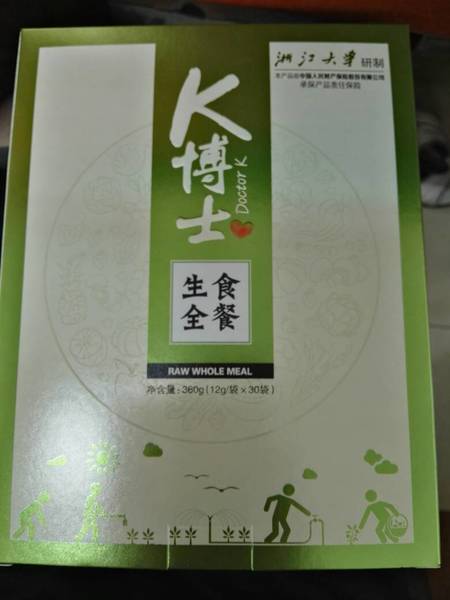 浙江大学 研制
本产品由中国人民财产保险股份有限公司
承保产品责任保险
K博士
Doctor K
生食
全餐
RAW WHOLE MEAL
净含量:360g(12g/袋×30袋)